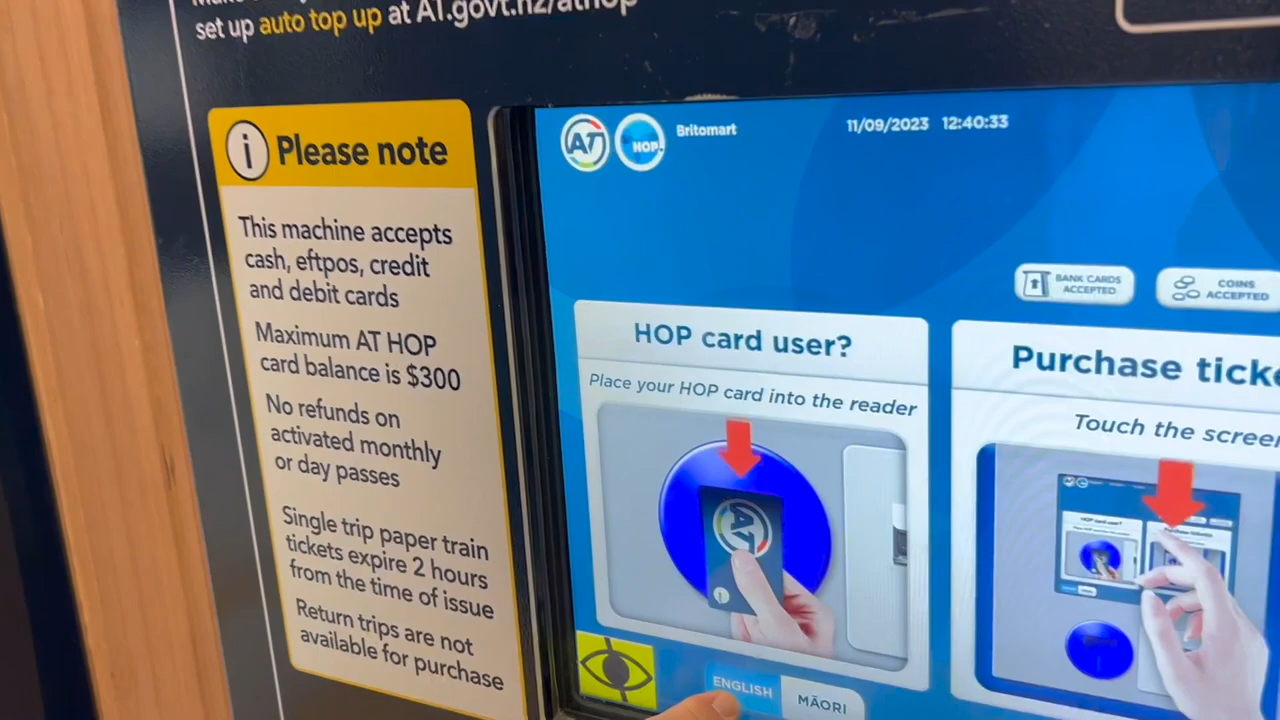 set up auto top up at AT.govt.nz/athop
i Please note
This machine accepts
cash, eftpos, credit
and debit cards
Maximum AT HOP
card balance is $300
No refunds on
activated monthly
or day passes
Single trip paper train
tickets expire 2 hours
from the time of issue
Return trips are not
available for purchase
AT HOP Britomart 11/09/2023 12:40:33
BANK CARDS
ACCEPTED
COINS
ACCEPTED
HOP card user?
Place your HOP card into the reader
AT
Purchase ticke
Touch the screen
HOP card user?
ENGLISH MĀORI